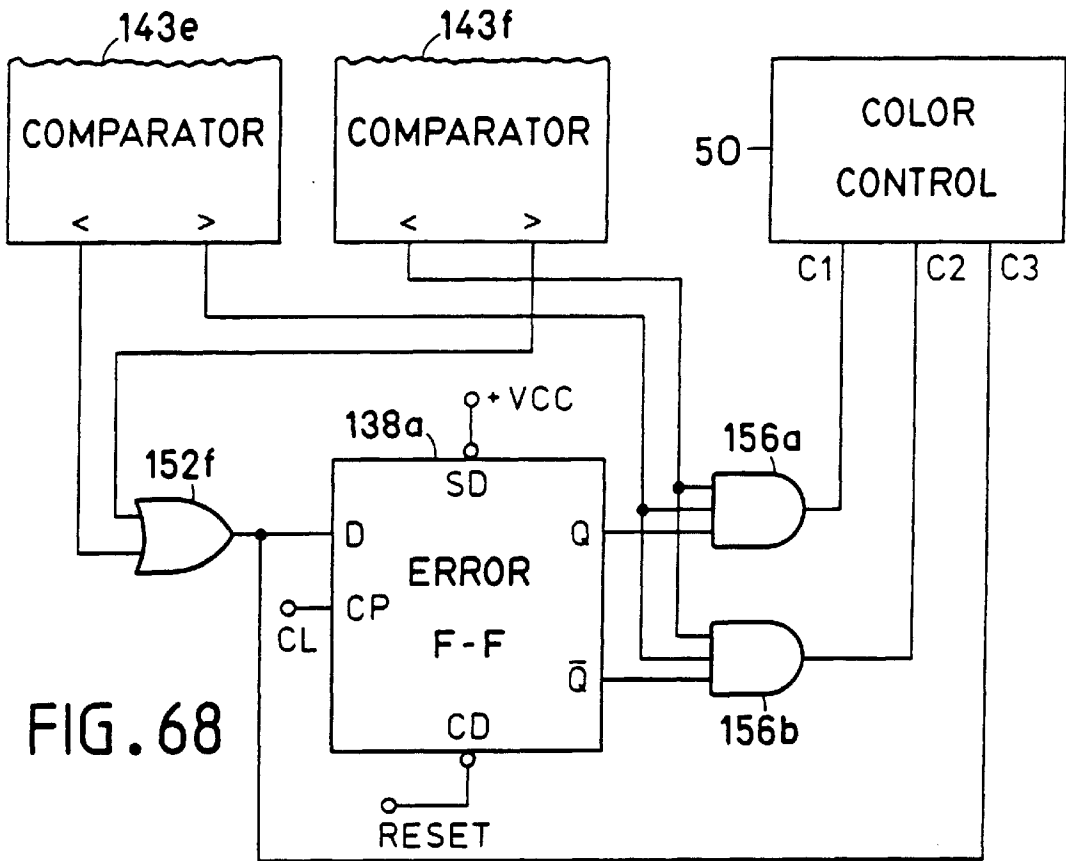 143e
143f
COMPARATOR
< >
COMPARATOR
< >
COLOR
CONTROL
50
C1 C2 C3
+VCC
138a
SD
152f
D
Q
ERROR
F-F
CP
CL
Q̅
CD
RESET
156a
156b
FIG. 68